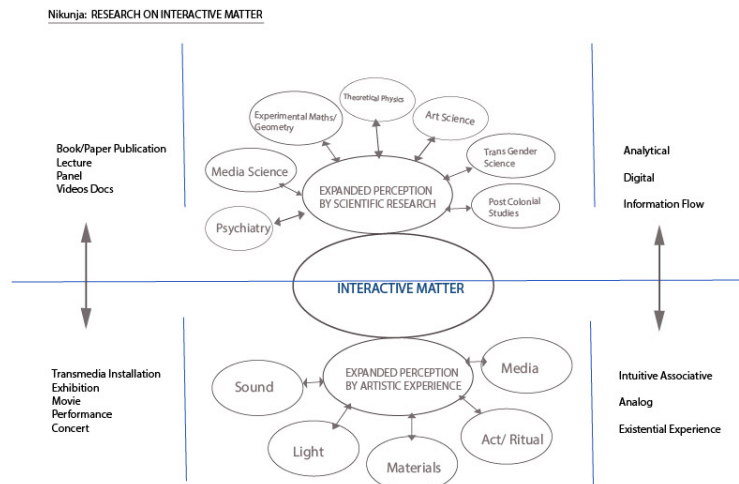 Nikunja: RESEARCH ON INTERACTIVE MATTER
Book/Paper Publication
Lecture
Panel
Videos Docs
Theoretical Physics
Experimental Maths/
Geometry
Art Science
Media Science
Trans Gender
Science
Psychiatry
Post Colonial
Studies
EXPANDED PERCEPTION
BY SCIENTIFIC RESEARCH
Analytical
Digital
Information Flow
INTERACTIVE MATTER
Transmedia Installation
Exhibition
Movie
Performance
Concert
EXPANDED PERCEPTION
BY ARTISTIC EXPERIENCE
Sound
Light
Materials
Act/ Ritual
Media
Intuitive Associative
Analog
Existential Experience